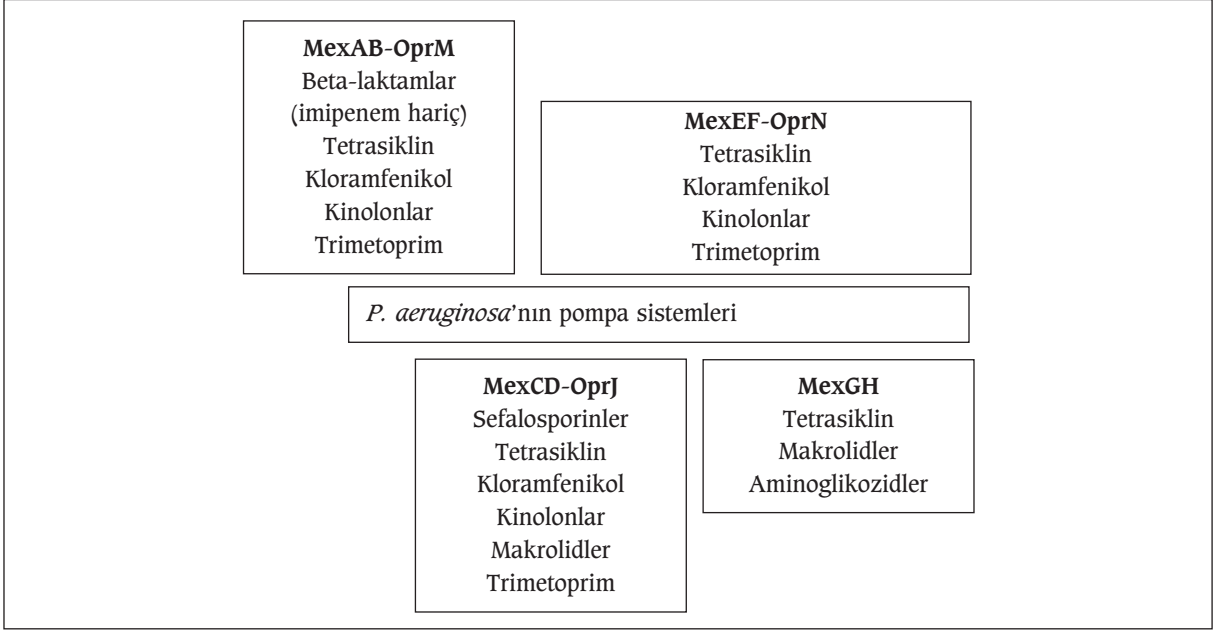 MexAB-OprM
Beta-laktamlar
(imipenem hariç)
Tetrasiklin
Kloramfenikol
Kinolonlar
Trimetoprim
MexEF-OprN
Tetrasiklin
Kloramfenikol
Kinolonlar
Trimetoprim
P. aeruginosa’nın pompa sistemleri
MexCD-OprJ
Sefalosporinler
Tetrasiklin
Kloramfenikol
Kinolonlar
Makrolidler
Trimetoprim
MexGH
Tetrasiklin
Makrolidler
Aminoglikozidler